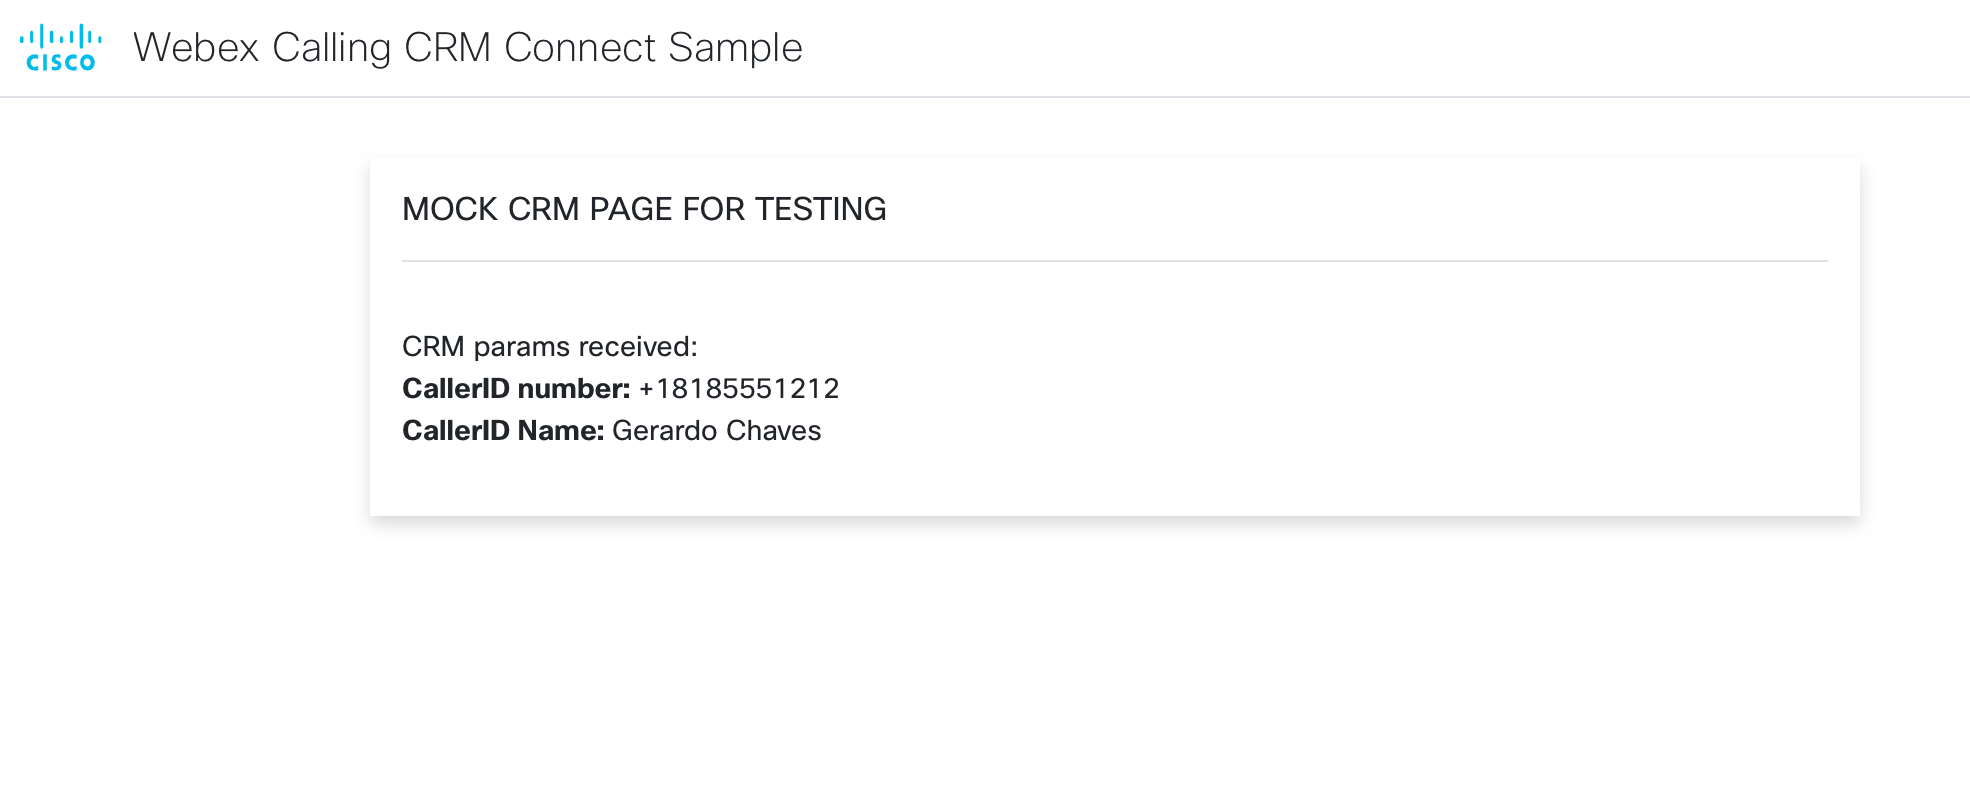 CISCO
Webex Calling CRM Connect Sample
MOCK CRM PAGE FOR TESTING
CRM params received:
CallerID number: +18185551212
CallerID Name: Gerardo Chaves